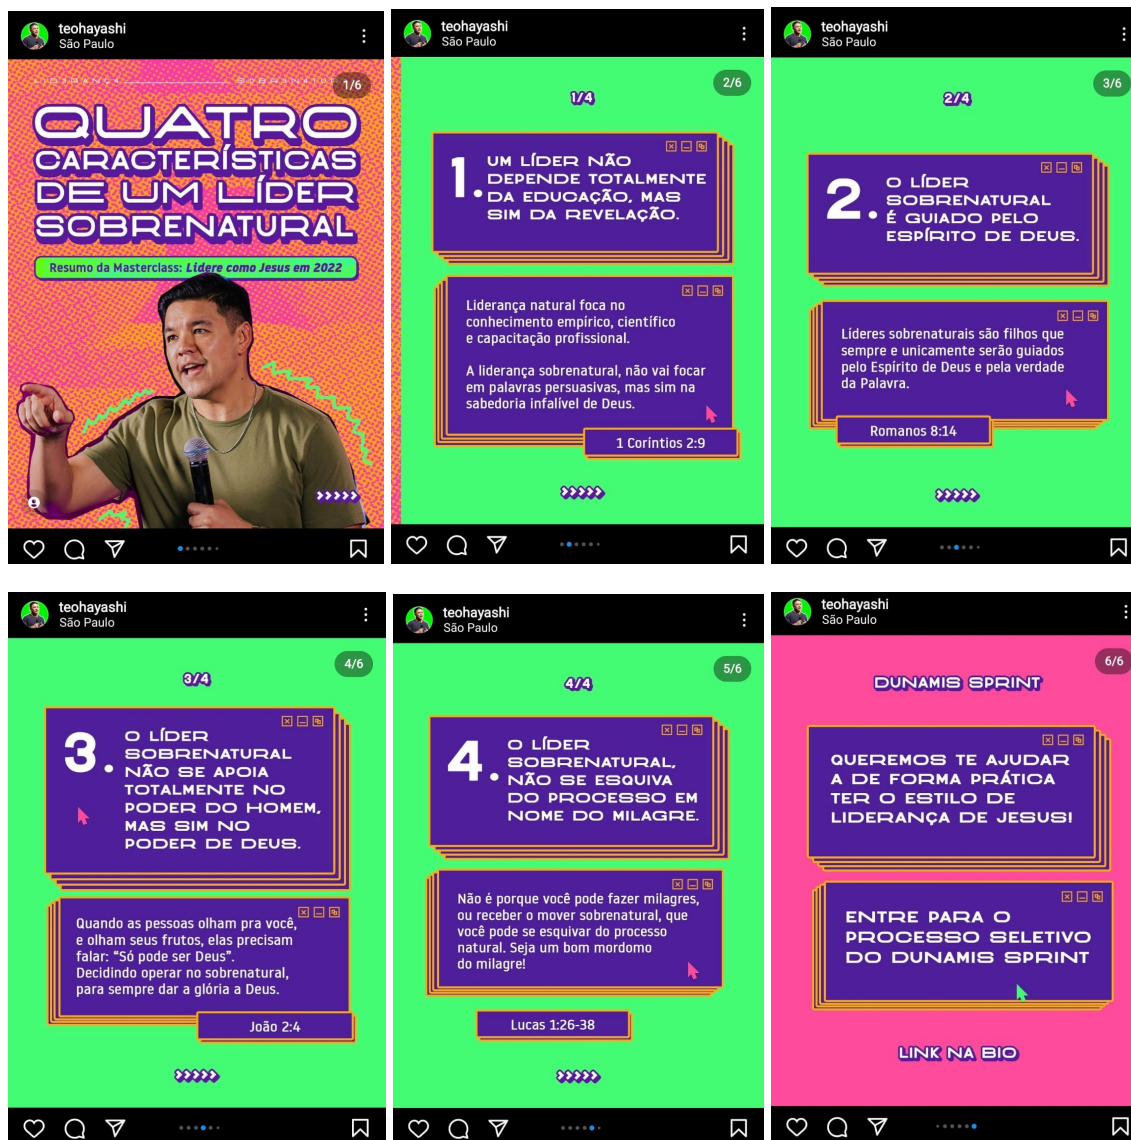 teohayashi
São Paulo
LID3RANÇ4
1/6
QUATRO
CARACTERÍSTICAS
DE UM LÍDER
SOBRENATURAL
Resumo da Masterclass: Lidere como Jesus em 2022
teohayashi
São Paulo
2/6
1/4
1. UM LÍDER NÃO
DEPENDE TOTALMENTE
DA EDUCAÇÃO, MAS
SIM DA REVELAÇÃO.
Liderança natural foca no
conhecimento empírico, científico
e capacitação profissional.
A liderança sobrenatural, não vai focar
em palavras persuasivas, mas sim na
sabedoria infalível de Deus.
1 Coríntios 2:9
teohayashi
São Paulo
3/6
2/4
2. O LÍDER
SOBRENATURAL
É GUIADO PELO
ESPÍRITO DE DEUS.
Líderes sobrenaturais são filhos que
sempre e unicamente serão guiados
pelo Espírito de Deus e pela verdade
da Palavra.
Romanos 8:14
teohayashi
São Paulo
4/6
3/4
3. O LÍDER
SOBRENATURAL
NÃO SE APOIA
TOTALMENTE NO
PODER DO HOMEM,
MAS SIM NO
PODER DE DEUS.
Quando as pessoas olham pra você,
e olham seus frutos, elas precisam
falar: “Só pode ser Deus”.
Decidindo operar no sobrenatural,
para sempre dar a glória a Deus.
João 2:4
teohayashi
São Paulo
5/6
4/4
4. O LÍDER
SOBRENATURAL,
NÃO SE ESQUIVA
DO PROCESSO EM
NOME DO MILAGRE.
Não é porque você pode fazer milagres,
ou receber o mover sobrenatural, que
você pode se esquivar do processo
natural. Seja um bom mordomo
do milagre!
Lucas 1:26-38
teohayashi
São Paulo
6/6
DUNAMIS SPRINT
QUEREMOS TE AJUDAR
A DE FORMA PRÁTICA
TER O ESTILO DE
LIDERANÇA DE JESUS!
ENTRE PARA O
PROCESSO SELETIVO
DO DUNAMIS SPRINT
LINK NA BIO